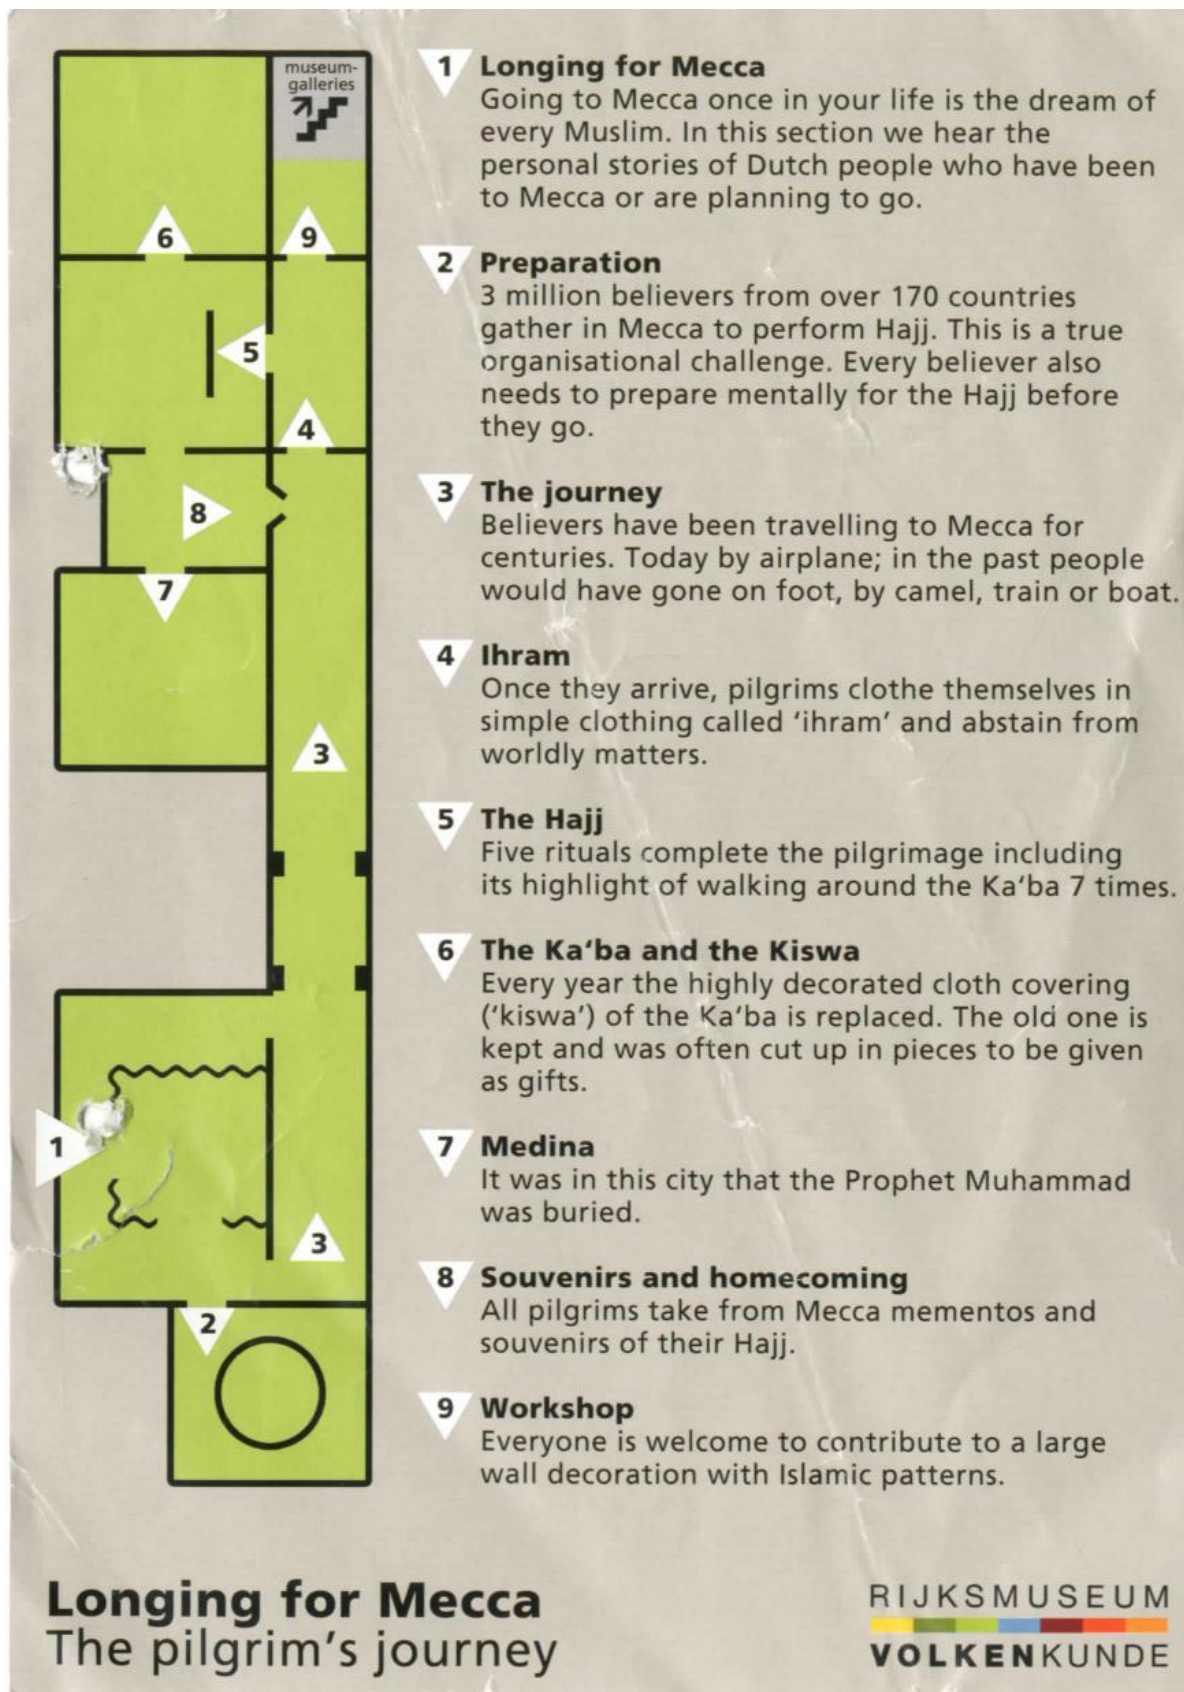 museum-
galleries
6
9
5
4
8
7
3
1
3
2
1 Longing for Mecca
Going to Mecca once in your life is the dream of
every Muslim. In this section we hear the
personal stories of Dutch people who have been
to Mecca or are planning to go.
2 Preparation
3 million believers from over 170 countries
gather in Mecca to perform Hajj. This is a true
organisational challenge. Every believer also
needs to prepare mentally for the Hajj before
they go.
3 The journey
Believers have been travelling to Mecca for
centuries. Today by airplane; in the past people
would have gone on foot, by camel, train or boat.
4 Ihram
Once they arrive, pilgrims clothe themselves in
simple clothing called ‘ihram’ and abstain from
worldly matters.
5 The Hajj
Five rituals complete the pilgrimage including
its highlight of walking around the Ka’ba 7 times.
6 The Ka’ba and the Kiswa
Every year the highly decorated cloth covering
(‘kiswa’) of the Ka’ba is replaced. The old one is
kept and was often cut up in pieces to be given
as gifts.
7 Medina
It was in this city that the Prophet Muhammad
was buried.
8 Souvenirs and homecoming
All pilgrims take from Mecca mementos and
souvenirs of their Hajj.
9 Workshop
Everyone is welcome to contribute to a large
wall decoration with Islamic patterns.
Longing for Mecca
The pilgrim’s journey
RIJKSMUSEUM
VOLKENKUNDE